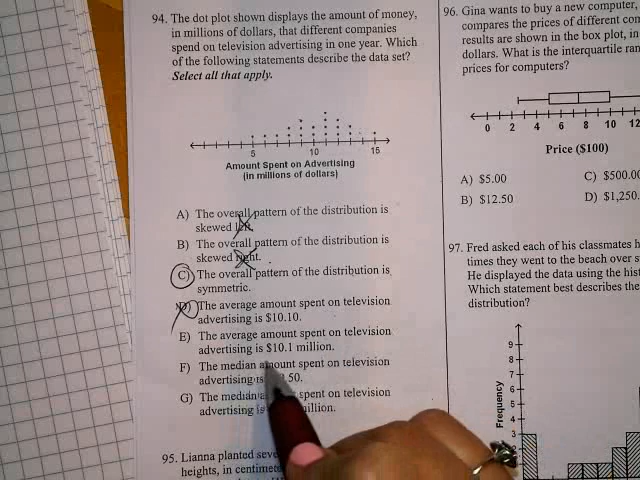 94. The dot plot shown displays the amount of money,
in millions of dollars, that different companies
spend on television advertising in one year. Which
of the following statements describe the data set?
Select all that apply.
5 10 15
Amount Spent on Advertising
(in millions of dollars)
A) The overall pattern of the distribution is
skewed left.
B) The overall pattern of the distribution is
skewed right.
C) The overall pattern of the distribution is
symmetric.
D) The average amount spent on television
advertising is $10.10.
E) The average amount spent on television
advertising is $10.1 million.
F) The median amount spent on television
advertising is .50.
G) The median spent on television
advertising is million.
95. Lianna planted
heights, in
96. Gina wants to buy a new computer,
compares the prices of different
results are shown in the box plot, in
dollars. What is the interquartile
prices for computers?
0 2 4 6 8 10 12
Price ($100)
A) $5.00 C) $500.00
B) $12.50 D) $1,250.
97. Fred asked each of his classmates
times they went to the beach over
He displayed the data using the
Which statement best describes the
distribution?
Frequency
9
8
7
6
5
4
3
2